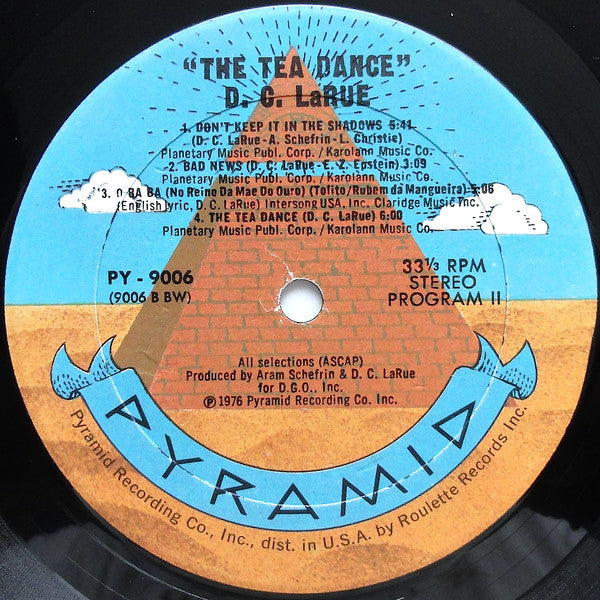 "THE TEA DANCE"
D. C. LaRUE
1. DON'T KEEP IT IN THE SHADOWS 5:41
(D. C. LaRue-A. Schefrin-L. Christie)
Planetary Music Publ. Corp./Karolann Music Co.
2. BAD NEWS (D. C. LaRue-E. Z. Epstein) 3:09
Planetary Music Publ. Corp./Karolann Music Co.
3. O BA BA (No Reino Da Mae Do Ouro) (Tolito/Rubem da Mangueira) 5:06
(English lyric, D. C. LaRue) Intersong USA, Inc. Claridge Music Inc.
4. THE TEA DANCE (D. C. LaRue) 6:00
Planetary Music Publ. Corp./Karolann Music Co.
PY - 9006
(9006 B BW)
33⅓ RPM
STEREO
PROGRAM II
All selections (ASCAP)
Produced by Aram Schefrin & D. C. LaRue
for D.G.O., Inc.
℗ 1976 Pyramid Recording Co. Inc.
PYRAMID
Pyramid Recording Co., Inc., dist. in U.S.A. by Roulette Records Inc.